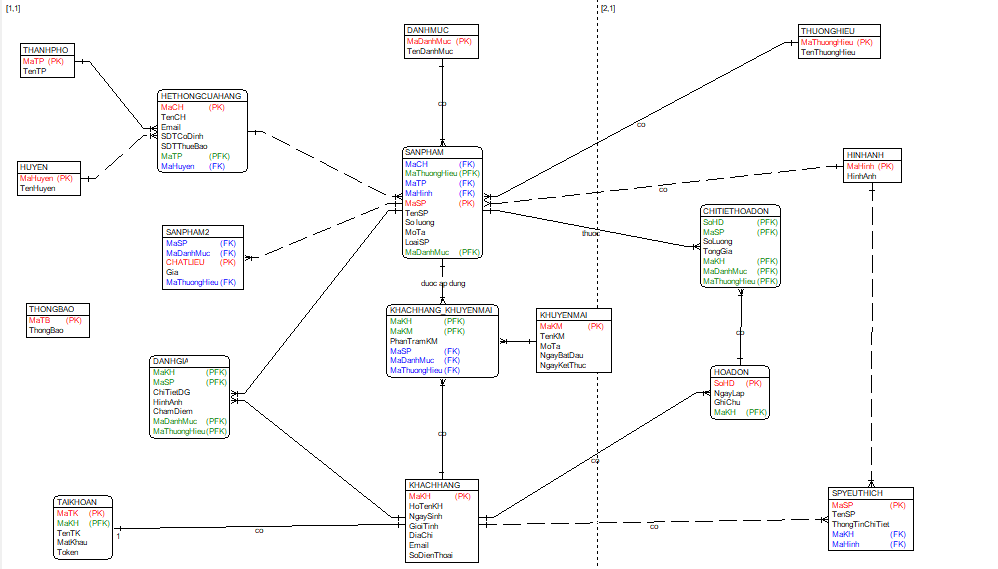 [1,1]
[2,1]
THANHPHO
MaTP (PK)
TenTP
HUYEN
MaHuyen (PK)
TenHuyen
HETHONGCUAHANG
MaCH (PK)
TenCH
Email
SDTCoDinh
SDTThueBao
MaTP (PFK)
MaHuyen (FK)
DANHMUC
MaDanhMuc (PK)
TenDanhMuc
co
THUONGHIEU
MaThuongHieu (PK)
TenThuongHieu
co
SANPHAM
MaCH (FK)
MaThuongHieu (PFK)
MaTP (FK)
MaHinh (FK)
MaSP (PK)
TenSP
Soluong
MoTa
LoaiSP
MaDanhMuc (PFK)
HINHANH
MaHinh (PK)
HinhAnh
co
SANPHAM2
MaSP (FK)
MaDanhMuc (FK)
CHATLIEU (PK)
Gia
MaThuongHieu (FK)
CHITIETHOADON
SoHD (PFK)
MaSP (PFK)
SoLuong
TongGia
MaKH (PFK)
MaDanhMuc (PFK)
MaThuongHieu (PFK)
thuoc
duoc ap dung
THONGBAO
MaTB (PK)
ThongBao
KHACHHANG_KHUYENMAI
MaKH (PFK)
MaKM (PFK)
PhanTramKM
MaSP (FK)
MaDanhMuc (FK)
MaThuongHieu (FK)
KHUYENMAI
MaKM (PK)
TenKM
MoTa
NgayBatDau
NgayKetThuc
co
DANHGIA
MaKH (PFK)
MaSP (PFK)
ChiTietDG
HinhAnh
ChamDiem
MaDanhMuc (PFK)
MaThuongHieu (PFK)
HOADON
SoHD (PK)
NgayLap
GhiChu
MaKH (PFK)
co
co
TAIKHOAN
MaTK (PK)
MaKH (PFK)
TenTK
MatKhau
Token
1
co
KHACHHANG
MaKH (PK)
HoTenKH
NgaySinh
GioiTinh
DiaChi
Email
SoDienThoai
co
SPYEUTHICH
MaSP (PK)
TenSP
ThongTinChiTiet
MaKH (FK)
MaHinh (FK)